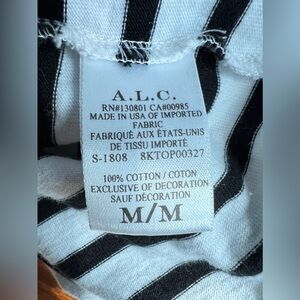 A.L.C.
RN#130801 CA#00985
MADE IN USA OF IMPORTED
FABRIC
FABRIQUÉ AUX ÉTATS-UNIS
DE TISSU IMPORTÉ
S-1808 8KTOP00327
100% COTTON / COTON
EXCLUSIVE OF DECORATION
SAUF DÉCORATION
M/M